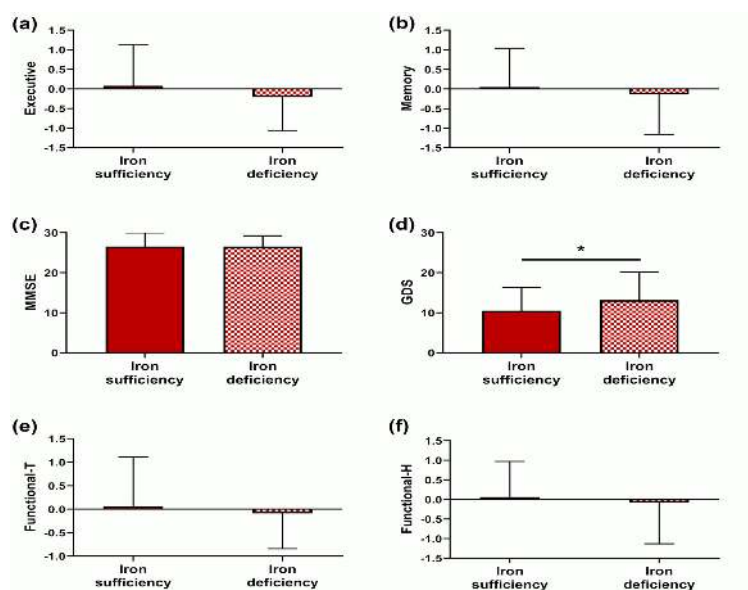 (a)
Executive
1.5
1.0
0.5
0.0
-0.5
-1.0
-1.5
Iron
sufficiency
Iron
deficiency
(b)
Memory
1.5
1.0
0.5
0.0
-0.5
-1.0
-1.5
Iron
sufficiency
Iron
deficiency
(c)
MMSE
30
20
10
0
Iron
sufficiency
Iron
deficiency
(d)
GDS
30
20
10
0
*
Iron
sufficiency
Iron
deficiency
(e)
Functional-T
1.5
1.0
0.5
0.0
-0.5
-1.0
Iron
sufficiency
Iron
deficiency
(f)
Functional-H
1.5
1.0
0.5
0.0
-0.5
-1.0
-1.5
Iron
sufficiency
Iron
deficiency